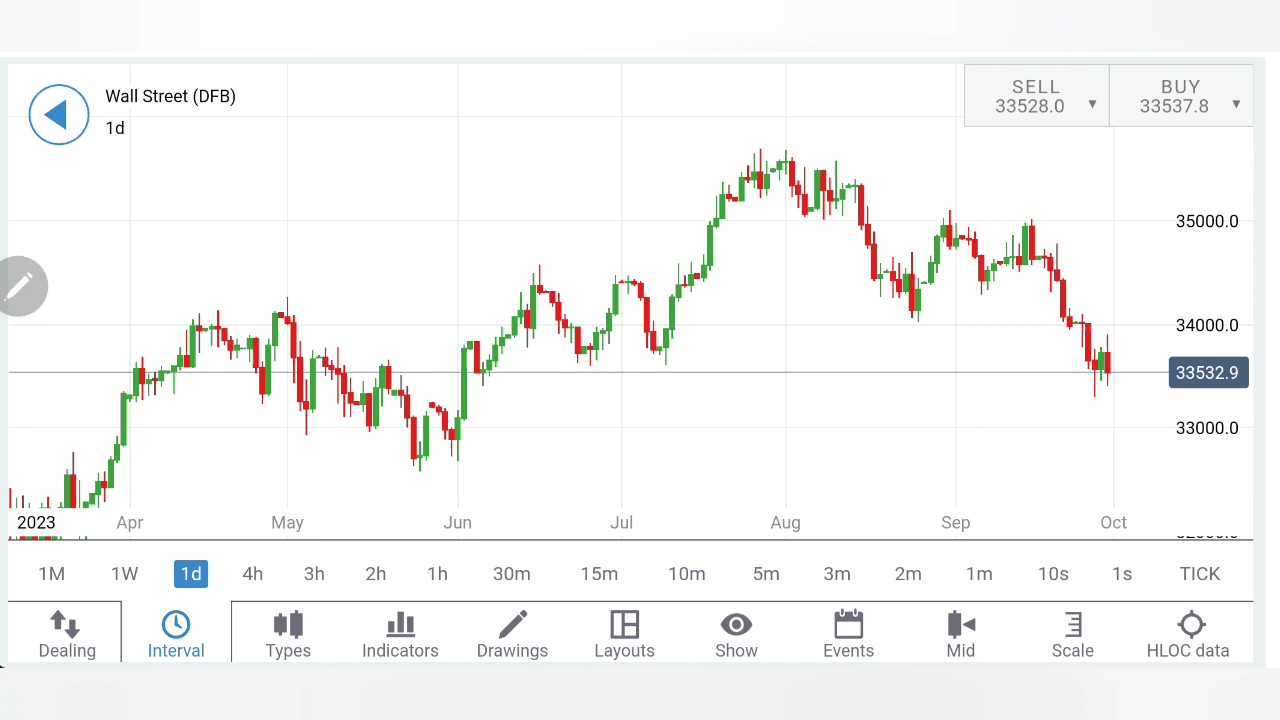 Wall Street (DFB)
1d
SELL
33528.0
BUY
33537.8
35000.0
34000.0
33532.9
33000.0
2023 Apr May Jun Jul Aug Sep Oct
1M 1W 1d 4h 3h 2h 1h 30m 15m 10m 5m 3m 2m 1m 10s 1s TICK
Dealing Interval Types Indicators Drawings Layouts Show Events Mid Scale HLOC data